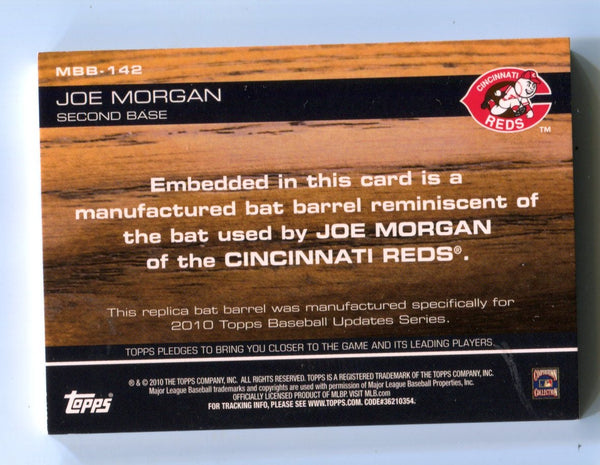 MBB-142
JOE MORGAN
SECOND BASE
CINCINNATI
REDS
TM
Embedded in this card is a
manufactured bat barrel reminiscent of
the bat used by JOE MORGAN
of the CINCINNATI REDS®.
This replica bat barrel was manufactured specifically for
2010 Topps Baseball Updates Series.
TOPPS PLEDGES TO BRING YOU CLOSER TO THE GAME AND ITS LEADING PLAYERS.
® & © 2010 THE TOPPS COMPANY, INC. ALL RIGHTS RESERVED. TOPPS IS A REGISTERED TRADEMARK OF THE TOPPS COMPANY, INC.
Major League Baseball trademarks and copyrights are used with permission of Major League Baseball Properties, Inc.
OFFICIALLY LICENSED PRODUCT OF MLBP. VISIT MLB.com
FOR TRACKING INFO, PLEASE SEE WWW.TOPPS.COM. CODE#36210354.
Topps
COOPERSTOWN
COLLECTION